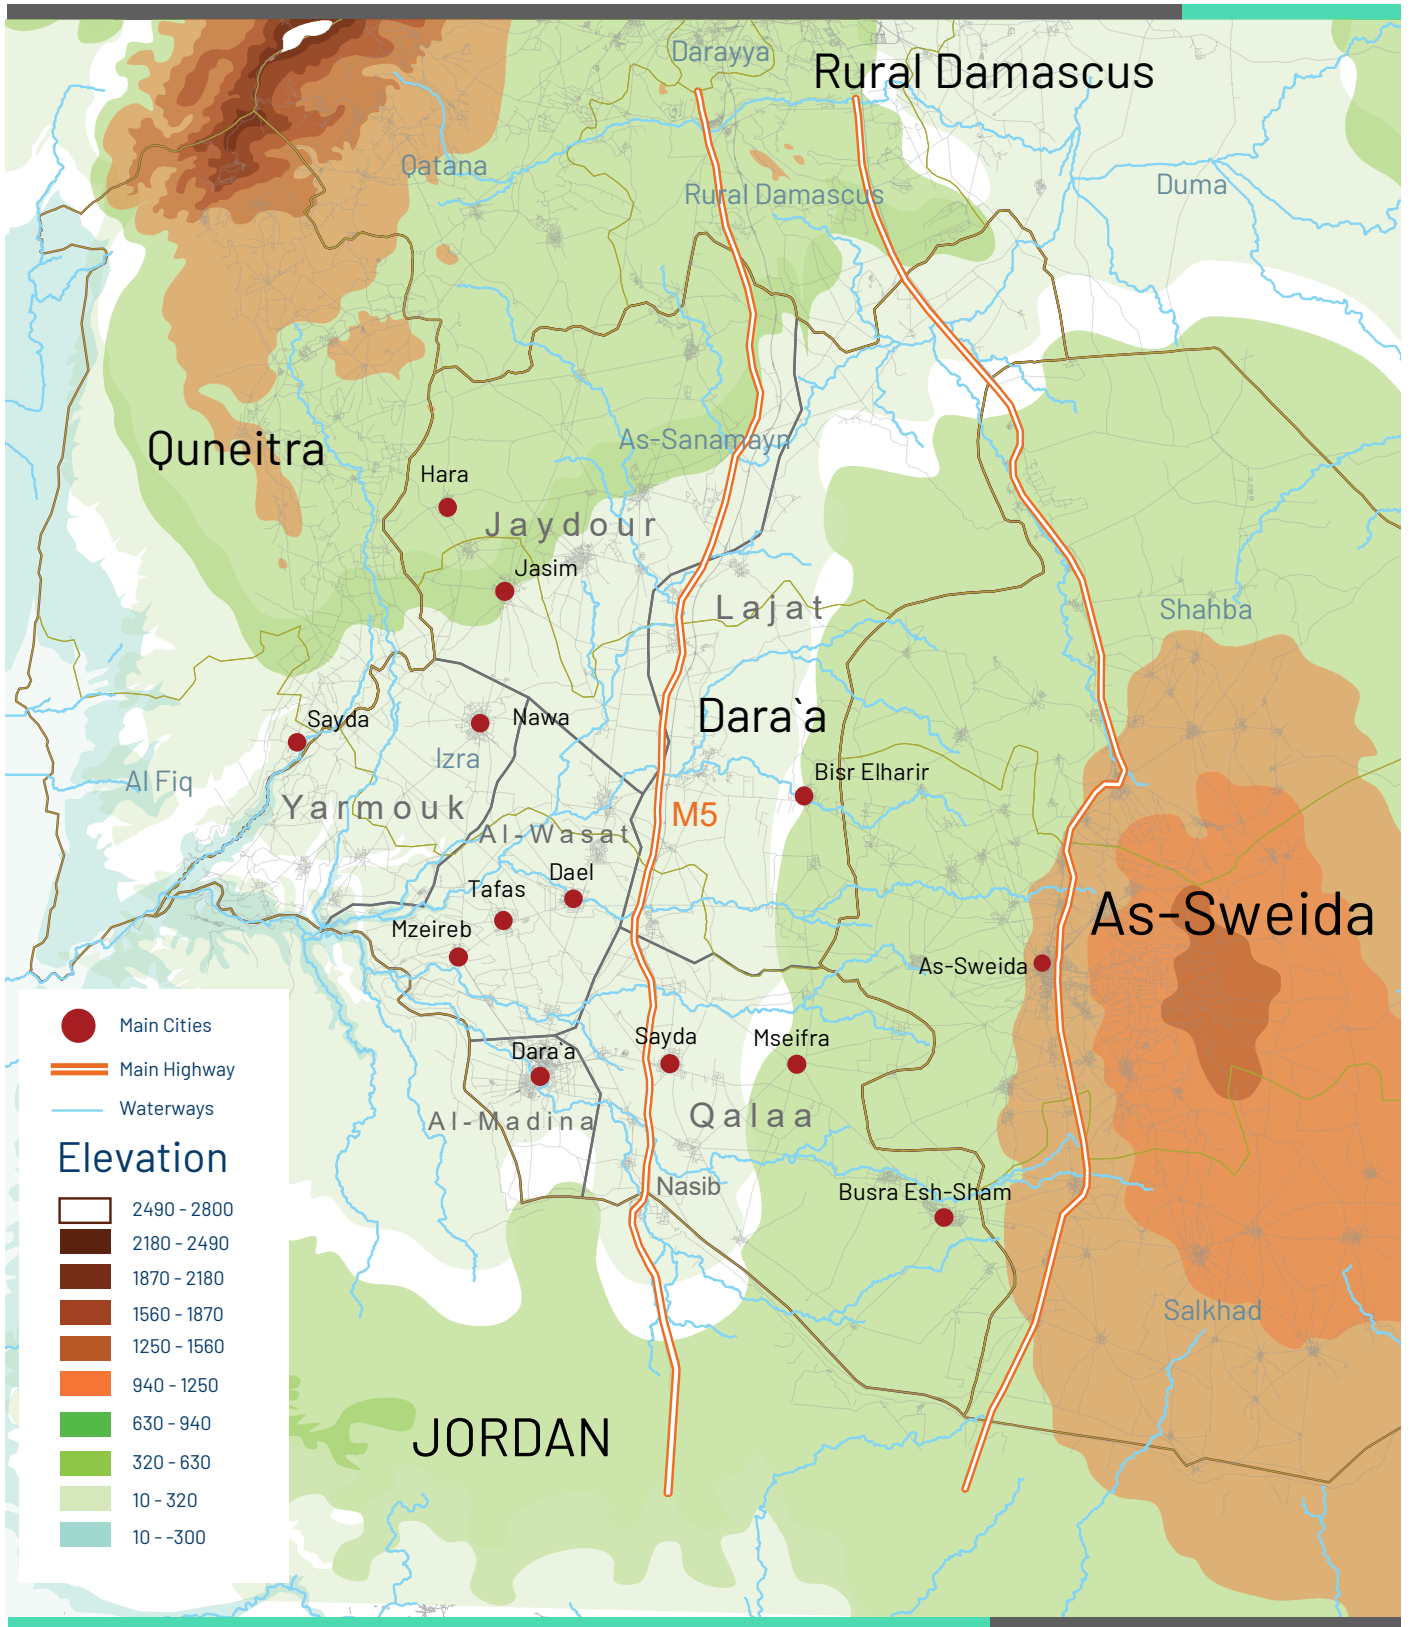 Darayya
Rural Damascus
Qatana
Rural Damascus
Duma
As-Sanamayn
Quneitra
Hara
Jaydour
Jasim
Lajat
Shahba
Sayda
Nawa
Dara`a
Izra
Al Fiq
Bisr Elharir
Yarmouk
M5
Al-Wasat
Dael
Tafas
As-Sweida
Mzeireb
As-Sweida
Main Cities
Sayda
Mseifra
Dara`a
Main Highway
Waterways
Al-Madina
Qalaa
Elevation
Nasib
Busra Esh-Sham
2490 - 2800
2180 - 2490
1870 - 2180
1560 - 1870
Salkhad
1250 - 1560
940 - 1250
630 - 940
JORDAN
320 - 630
10 - 320
10 - -300